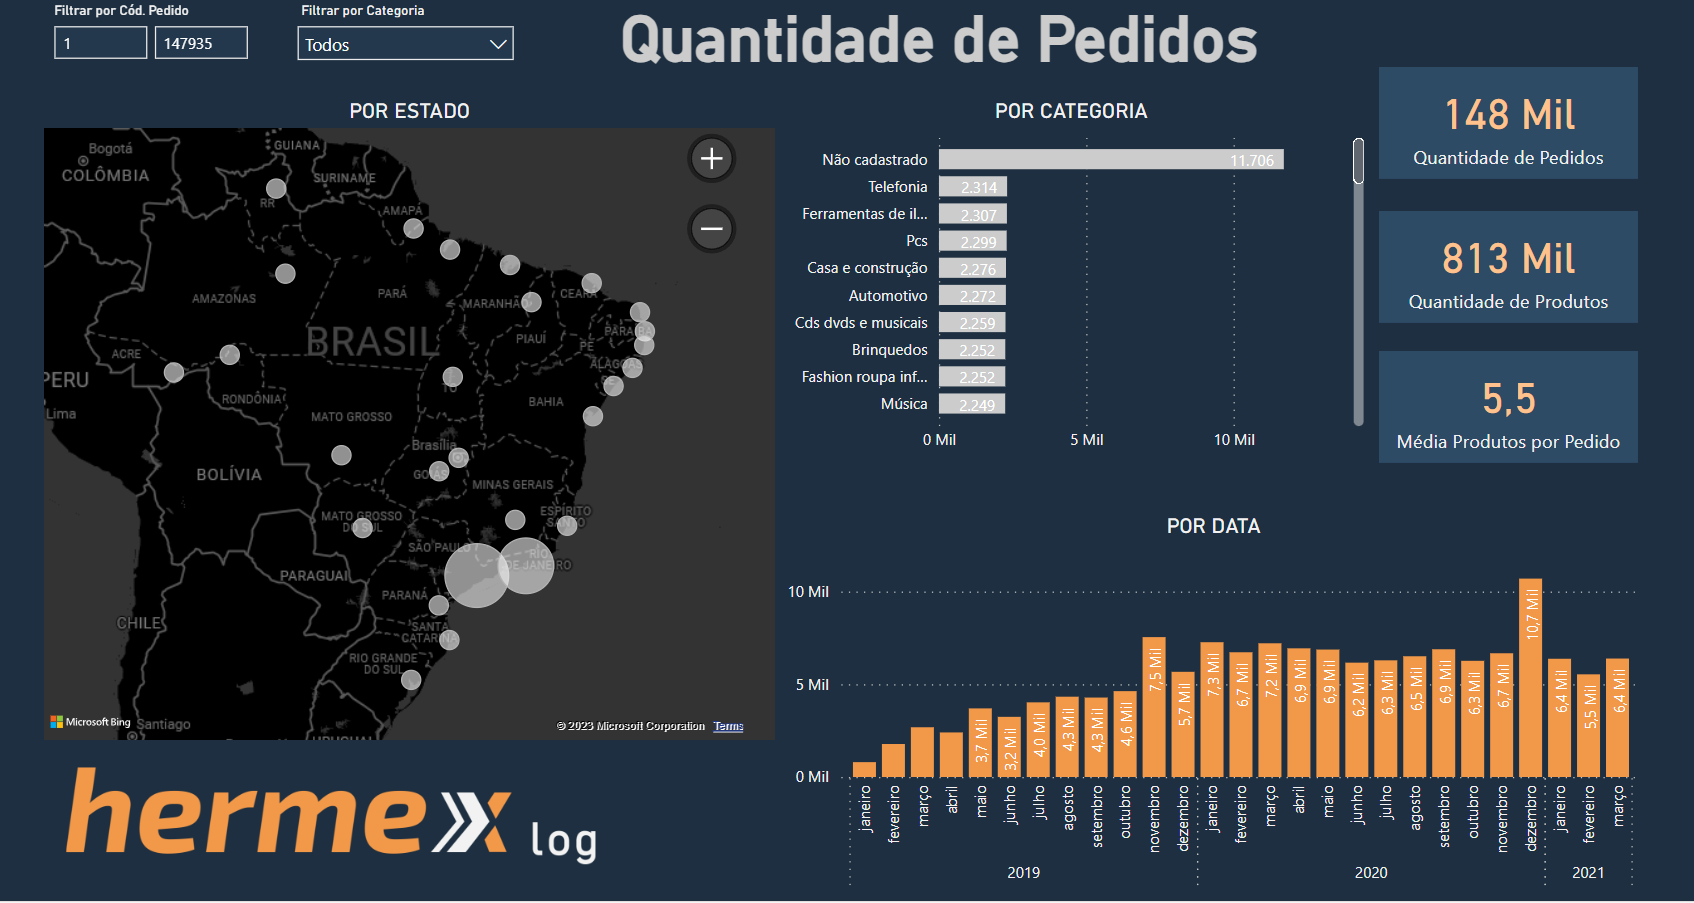 Filtrar por Cód. Pedido
1
147935
Filtrar por Categoria
Todos
Quantidade de Pedidos
POR ESTADO
Bogotá
COLÔMBIA
GUIANA
SURINAME
RR
AMAPÁ
AMAZONAS
PARÁ
MARANHÃO
CEARÁ
BRASIL
PIAUÍ
PARAÍBA
PE
ACRE
ALAGOAS
SE
PERU
RONDÔNIA
TO
Lima
MATO GROSSO
BAHIA
Brasília
BOLÍVIA
GOIÁS
MINAS GERAIS
MATO GROSSO
DO SUL
ESPÍRITO
SANTO
SÃO PAULO
RIO
DE JANEIRO
PARAGUAI
PARANÁ
CHILE
SANTA
CATARINA
RIO GRANDE
DO SUL
Microsoft Bing
Santiago
© 2023 Microsoft Corporation
Terms
URUGUAI
hermex log
POR CATEGORIA
Não cadastrado 11.706
Telefonia 2.314
Ferramentas de il... 2.307
Pcs 2.299
Casa e construção 2.276
Automotivo 2.272
Cds dvds e musicais 2.259
Brinquedos 2.252
Fashion roupa inf... 2.252
Música 2.249
0 Mil 5 Mil 10 Mil
148 Mil
Quantidade de Pedidos
813 Mil
Quantidade de Produtos
5,5
Média Produtos por Pedido
POR DATA
10 Mil
5 Mil
0 Mil
3,7 Mil 3,2 Mil 4,0 Mil 4,3 Mil 4,3 Mil 4,6 Mil 7,5 Mil 5,7 Mil 7,3 Mil 6,7 Mil 7,2 Mil 6,9 Mil 6,9 Mil 6,2 Mil 6,3 Mil 6,5 Mil 6,9 Mil 6,3 Mil 6,7 Mil 10,7 Mil 6,4 Mil 5,5 Mil 6,4 Mil
janeiro fevereiro março abril maio junho julho agosto setembro outubro novembro dezembro janeiro fevereiro março abril maio junho julho agosto setembro outubro novembro dezembro janeiro fevereiro março
2019 2020 2021